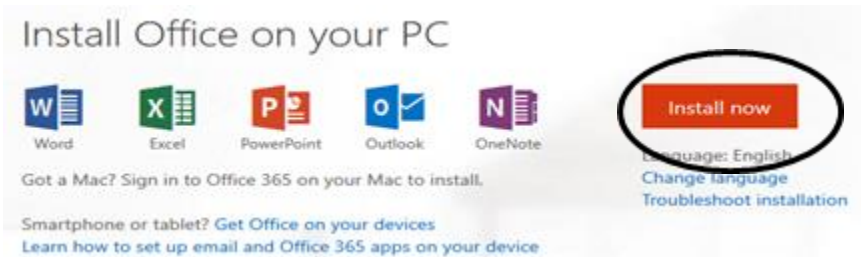 Install Office on your PC
W X P O N
Install now
Word Excel PowerPoint Outlook OneNote
Language: English
Got a Mac? Sign in to Office 365 on your Mac to install.
Change language
Troubleshoot installation
Smartphone or tablet? Get Office on your devices
Learn how to set up email and Office 365 apps on your device